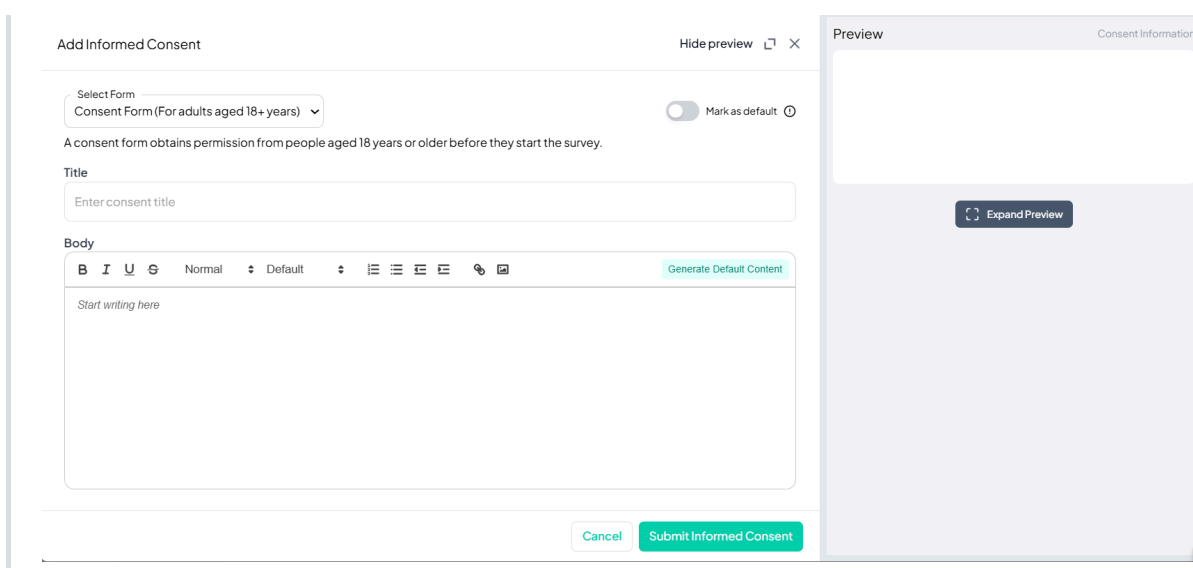 Add Informed Consent
Hide preview
Preview
Consent Information
Select Form
Consent Form (For adults aged 18+ years)
Mark as default
A consent form obtains permission from people aged 18 years or older before they start the survey.
Title
Enter consent title
Expand Preview
Body
B I U S Normal Default
Generate Default Content
Start writing here
Cancel
Submit Informed Consent